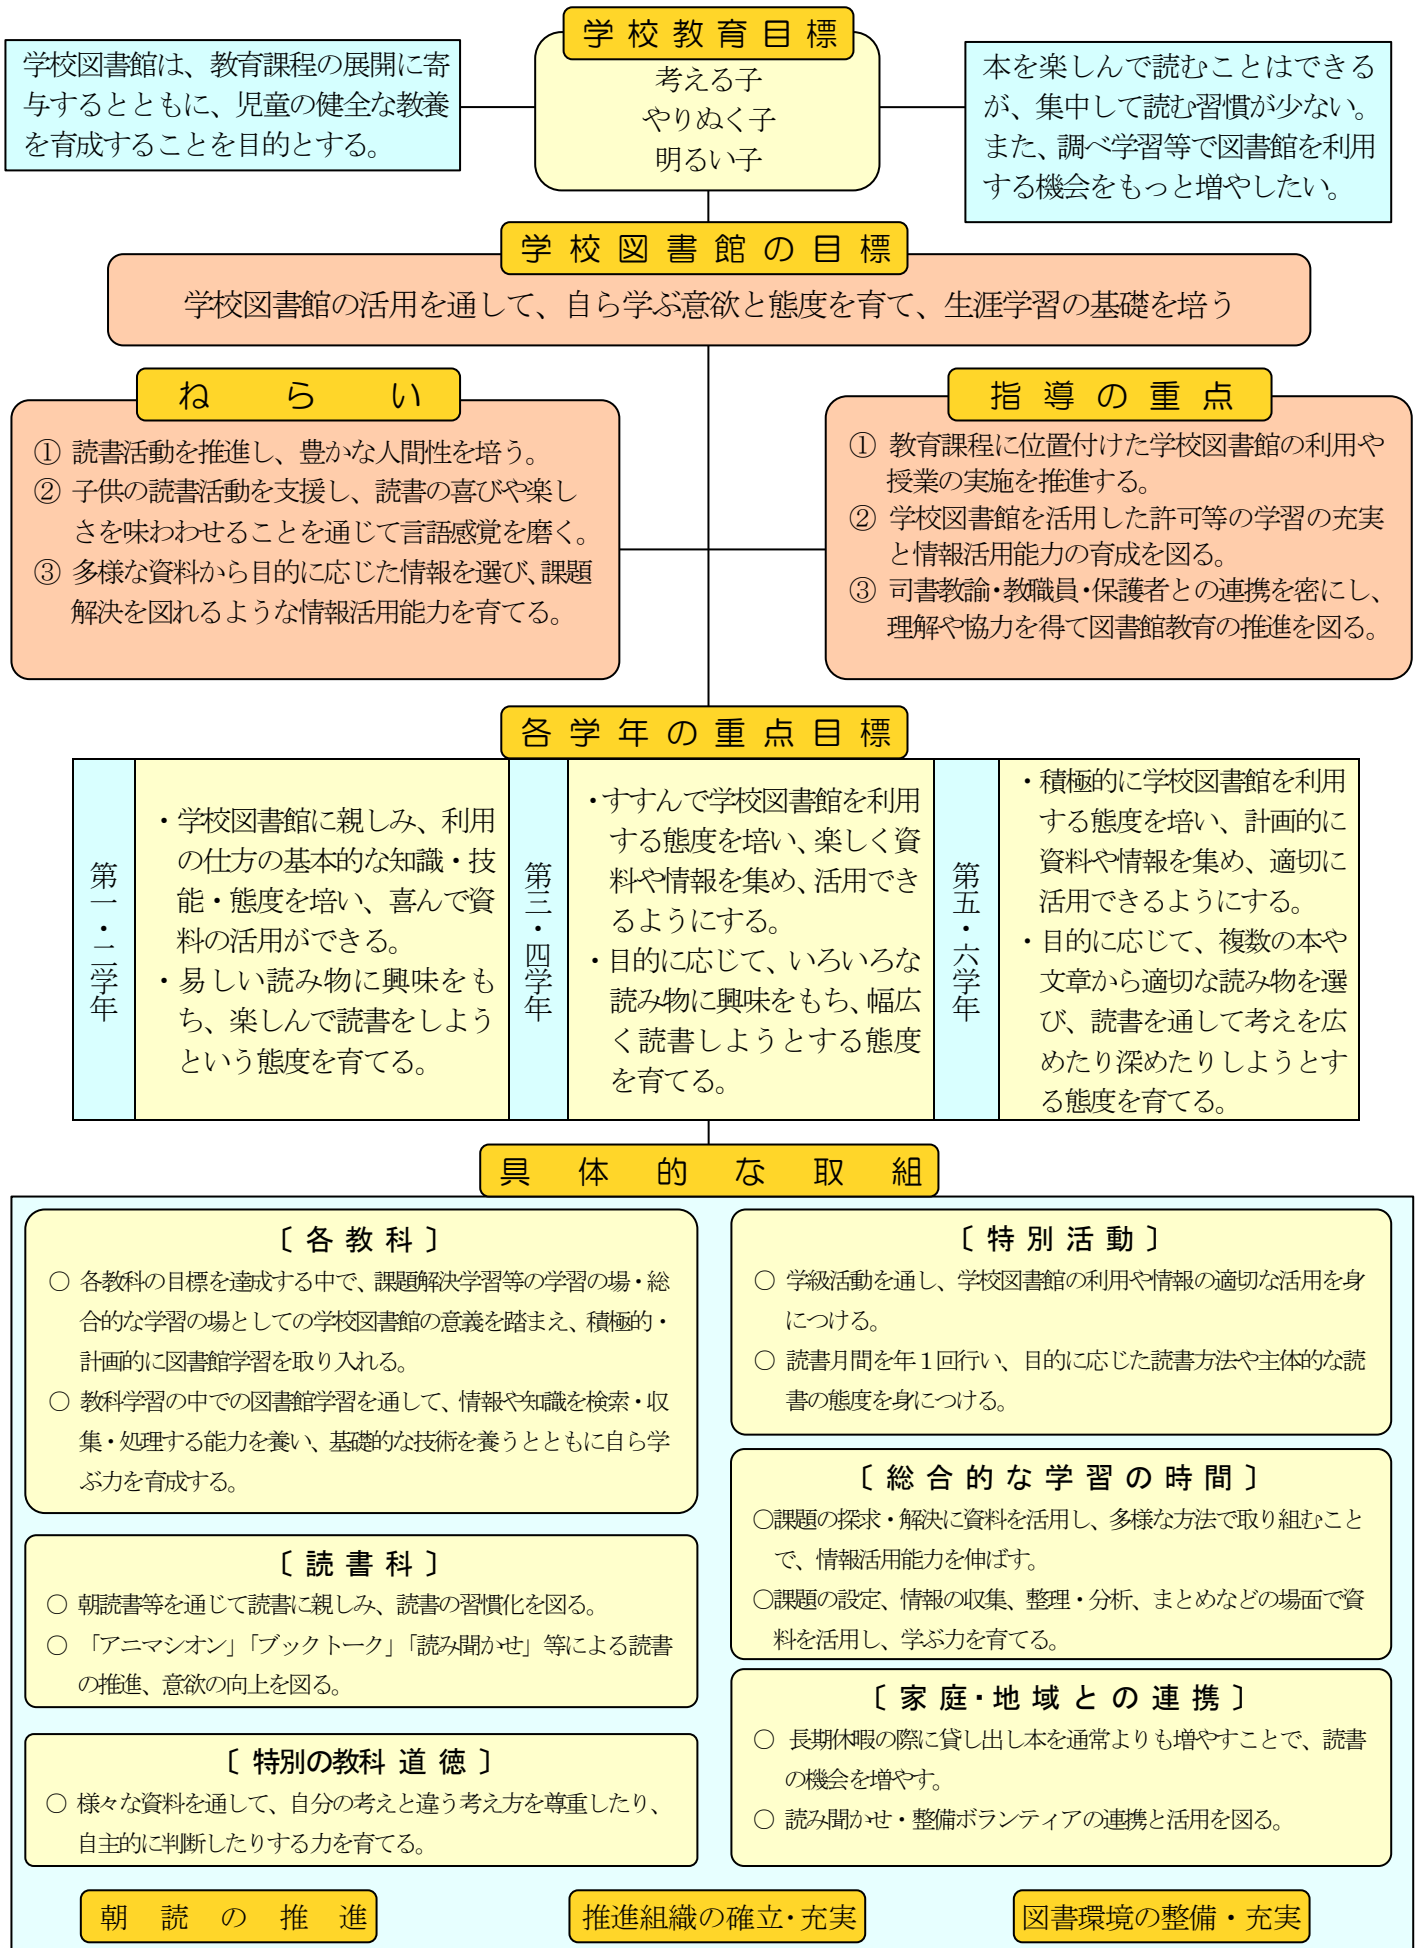 学校教育目標
考える子
やりぬく子
明るい子
学校図書館は、教育課程の展開に寄
与するとともに、児童の健全な教養
を育成することを目的とする。
本を楽しんで読むことはできる
が、集中して読む習慣が少ない。
また、調べ学習等で図書館を利用
する機会をもっと増やしたい。
学校図書館の目標
学校図書館の活用を通して、自ら学ぶ意欲と態度を育て、生涯学習の基礎を培う
ねらい
① 読書活動を推進し、豊かな人間性を培う。
② 子供の読書活動を支援し、読書の喜びや楽し
さを味わわせることを通じて言語感覚を磨く。
③ 多様な資料から目的に応じた情報を選び、課題
解決を図れるような情報活用能力を育てる。
指導の重点
① 教育課程に位置付けた学校図書館の利用や
授業の実施を推進する。
② 学校図書館を活用した許可等の学習の充実
と情報活用能力の育成を図る。
③ 司書教諭・教職員・保護者との連携を密にし、
理解や協力を得て図書館教育の推進を図る。
各学年の重点目標
第一・二学年
・学校図書館に親しみ、利用
の仕方の基本的な知識・技
能・態度を培い、喜んで資
料の活用ができる。
・易しい読み物に興味をも
ち、楽しんで読書をしよう
という態度を育てる。
第三・四学年
・すすんで学校図書館を利用
する態度を培い、楽しく資
料や情報を集め、活用でき
るようにする。
・目的に応じて、いろいろな
読み物に興味をもち、幅広
く読書しようとする態度
を育てる。
第五・六学年
・積極的に学校図書館を利用
する態度を培い、計画的に
資料や情報を集め、適切に
活用できるようにする。
・目的に応じて、複数の本や
文章から適切な読み物を選
び、読書を通して考えを広
めたり深めたりしようとす
る態度を育てる。
具体的な取組
〔各教科〕
○ 各教科の目標を達成する中で、課題解決学習等の学習の場・総
合的な学習の場としての学校図書館の意義を踏まえ、積極的・
計画的に図書館学習を取り入れる。
○ 教科学習の中での図書館学習を通して、情報や知識を検索・収
集・処理する能力を養い、基礎的な技術を養うとともに自ら学
ぶ力を育成する。
〔読書科〕
○ 朝読書等を通じて読書に親しみ、読書の習慣化を図る。
○ 「アニマシオン」「ブックトーク」「読み聞かせ」等による読書
の推進、意欲の向上を図る。
〔特別の教科 道徳〕
○ 様々な資料を通して、自分の考えと違う考え方を尊重したり、
自主的に判断したりする力を育てる。
〔特別活動〕
○ 学級活動を通し、学校図書館の利用や情報の適切な活用を身
につける。
○ 読書月間を年１回行い、目的に応じた読書方法や主体的な読
書の態度を身につける。
〔総合的な学習の時間〕
○課題の探求・解決に資料を活用し、多様な方法で取り組むこと
で、情報活用能力を伸ばす。
○課題の設定、情報の収集、整理・分析、まとめなどの場面で資
料を活用し、学ぶ力を育てる。
〔家庭・地域との連携〕
○ 長期休暇の際に貸し出し本を通常よりも増やすことで、読書
の機会を増やす。
○ 読み聞かせ・整備ボランティアの連携と活用を図る。
朝読の推進
推進組織の確立・充実
図書環境の整備・充実